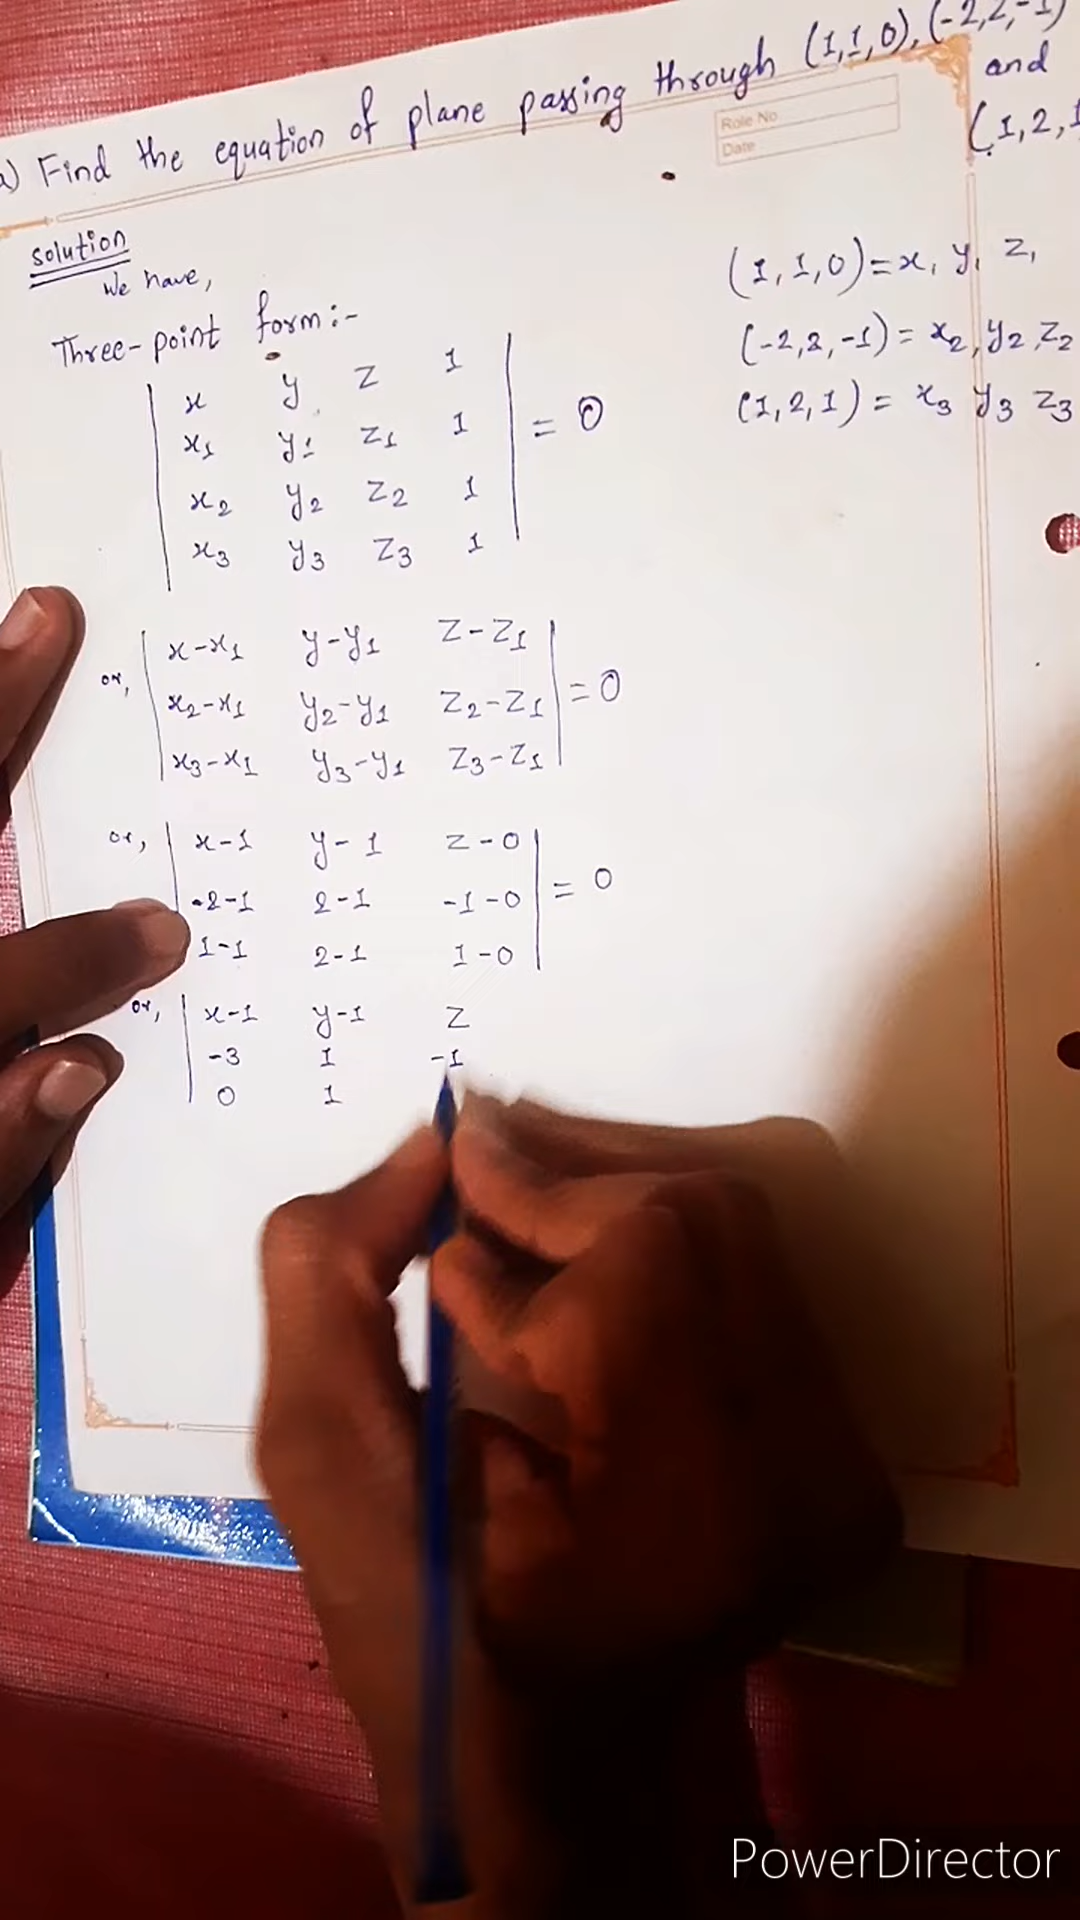 a) Find the equation of plane passing through (1,1,0), (-2,2,-1)
and
(1,2,1
Role No
Date
solution
We have,
Three-point form:-
| x y z 1 |
| x1 y1 z1 1 | = 0
| x2 y2 z2 1 |
| x3 y3 z3 1 |
(1,1,0) = x1 y1 z1
(-2,2,-1) = x2, y2, z2
(1,2,1) = x3 y3 z3
| x-x1 y-y1 z-z1 |
or, | x2-x1 y2-y1 z2-z1 | = 0
| x3-x1 y3-y1 z3-z1 |
or, | x-1 y-1 z-0 |
| -2-1 2-1 -1-0 | = 0
| 1-1 2-1 1-0 |
or, | x-1 y-1 z
| -3 1 -1
| 0 1
PowerDirector